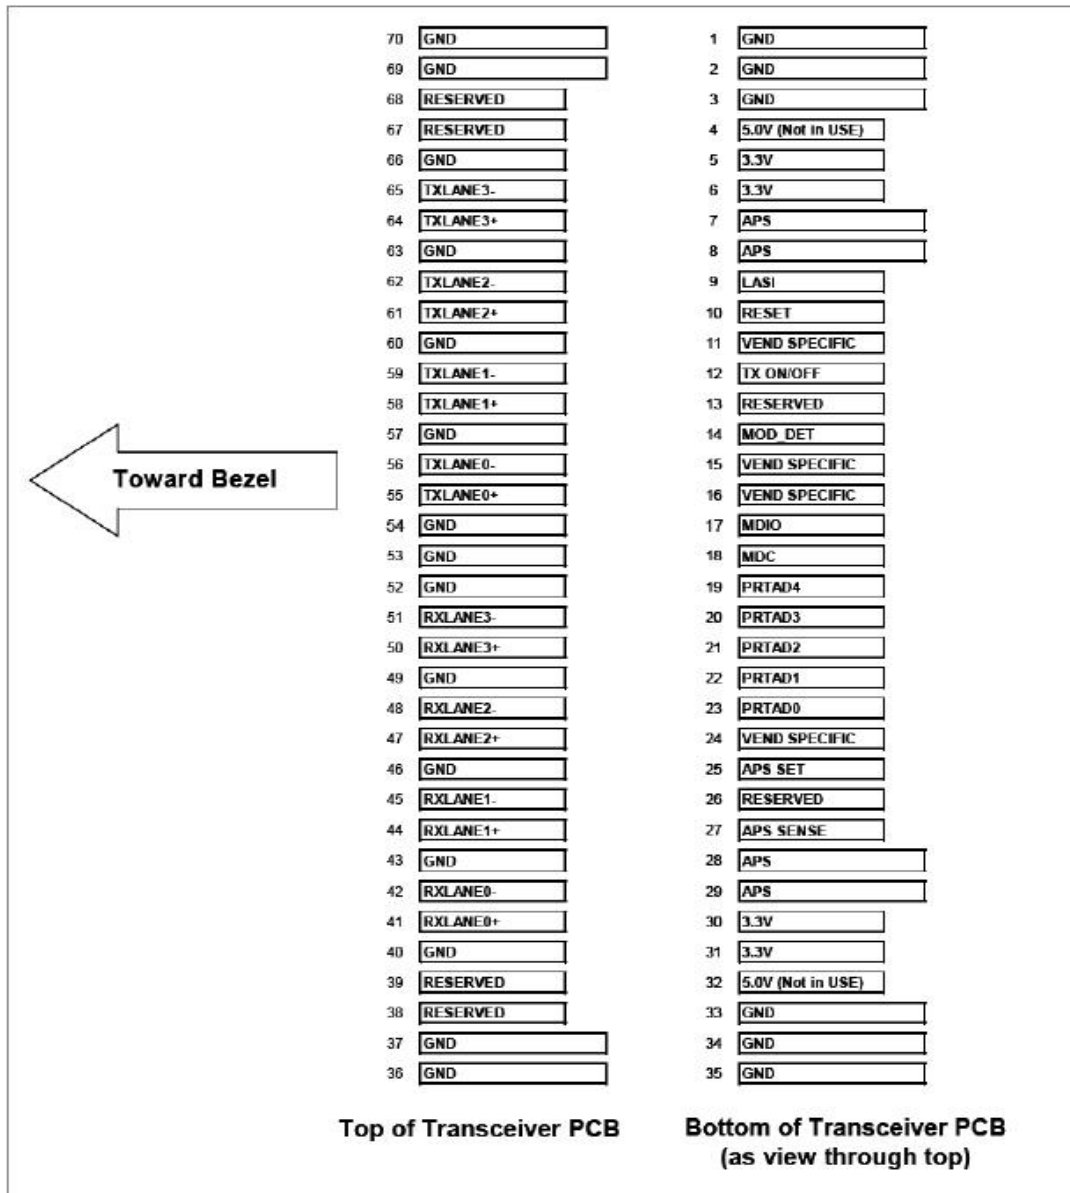 70 GND 1 GND
69 GND 2 GND
68 RESERVED 3 GND
67 RESERVED 4 5.0V (Not in USE)
66 GND 5 3.3V
65 TXLANE3- 6 3.3V
64 TXLANE3+ 7 APS
63 GND 8 APS
62 TXLANE2- 9 LASI
61 TXLANE2+ 10 RESET
60 GND 11 VEND SPECIFIC
59 TXLANE1- 12 TX ON/OFF
58 TXLANE1+ 13 RESERVED
57 GND 14 MOD_DET
56 TXLANE0- 15 VEND SPECIFIC
Toward Bezel
55 TXLANE0+ 16 VEND SPECIFIC
54 GND 17 MDIO
53 GND 18 MDC
52 GND 19 PRTAD4
51 RXLANE3- 20 PRTAD3
50 RXLANE3+ 21 PRTAD2
49 GND 22 PRTAD1
48 RXLANE2- 23 PRTAD0
47 RXLANE2+ 24 VEND SPECIFIC
46 GND 25 APS SET
45 RXLANE1- 26 RESERVED
44 RXLANE1+ 27 APS SENSE
43 GND 28 APS
42 RXLANE0- 29 APS
41 RXLANE0+ 30 3.3V
40 GND 31 3.3V
39 RESERVED 32 5.0V (Not in USE)
38 RESERVED 33 GND
37 GND 34 GND
36 GND 35 GND
Top of Transceiver PCB
Bottom of Transceiver PCB
(as view through top)